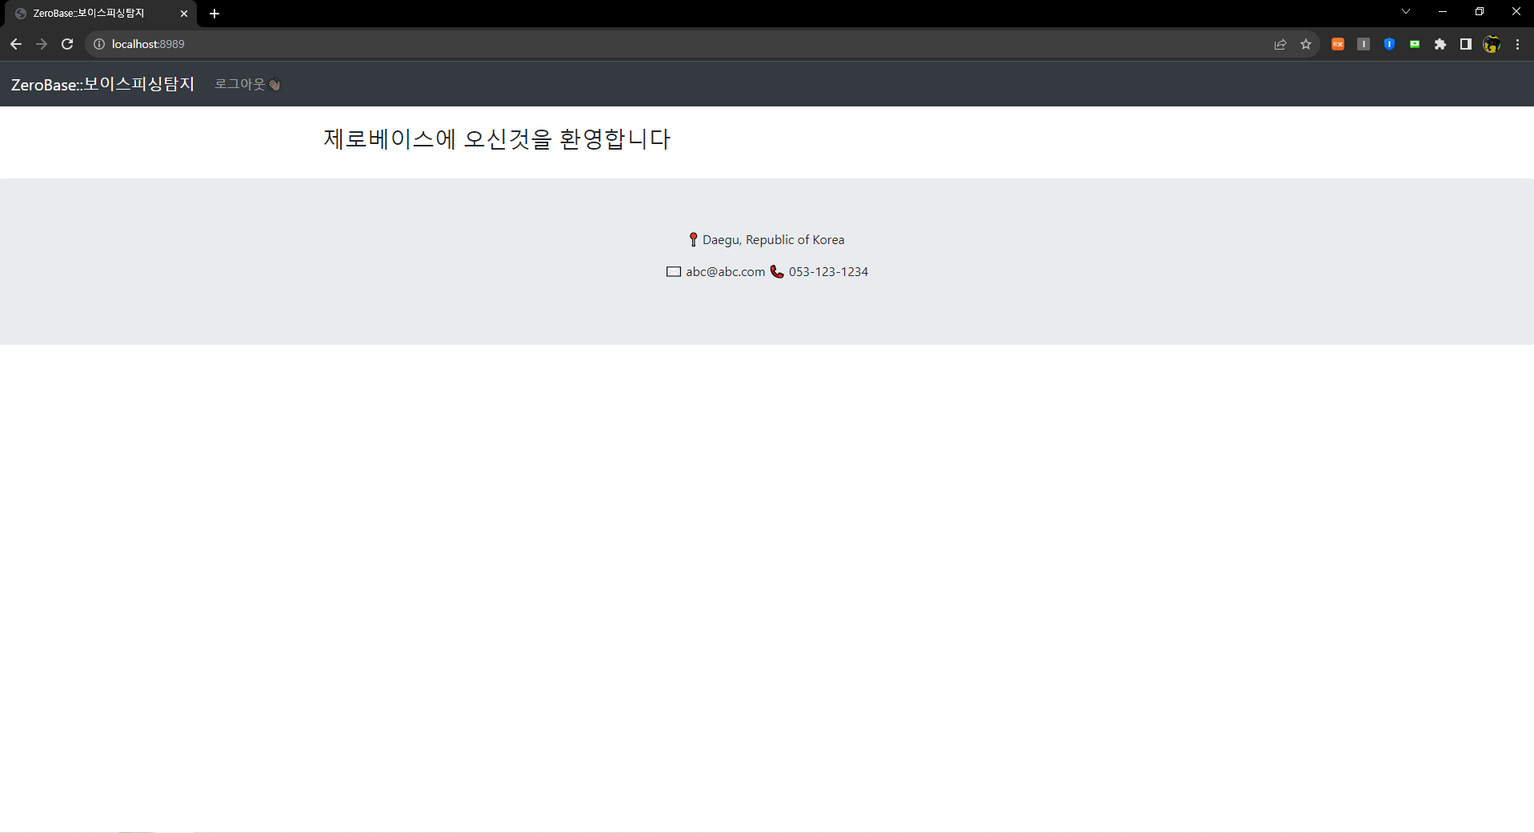 ZeroBase::보이스피싱탐지
localhost:8989
ZeroBase::보이스피싱탐지 로그아웃👋🏿
제로베이스에 오신것을 환영합니다
📍 Daegu, Republic of Korea
✉ abc@abc.com 📞 053-123-1234